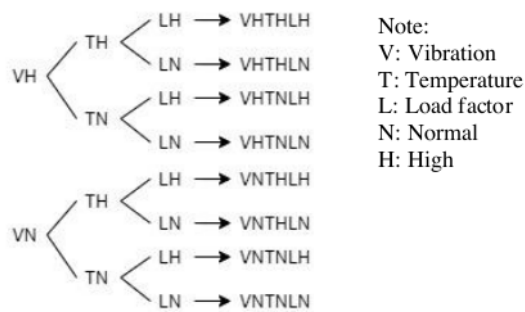 LH → VHTHLH
TH
LN → VHTHLN
VH
LH → VHTNLH
TN
LN → VHTNLN
LH → VNTHLH
TH
LN → VNTHLN
VN
LH → VNTNLH
TN
LN → VNTNLN
Note:
V: Vibration
T: Temperature
L: Load factor
N: Normal
H: High